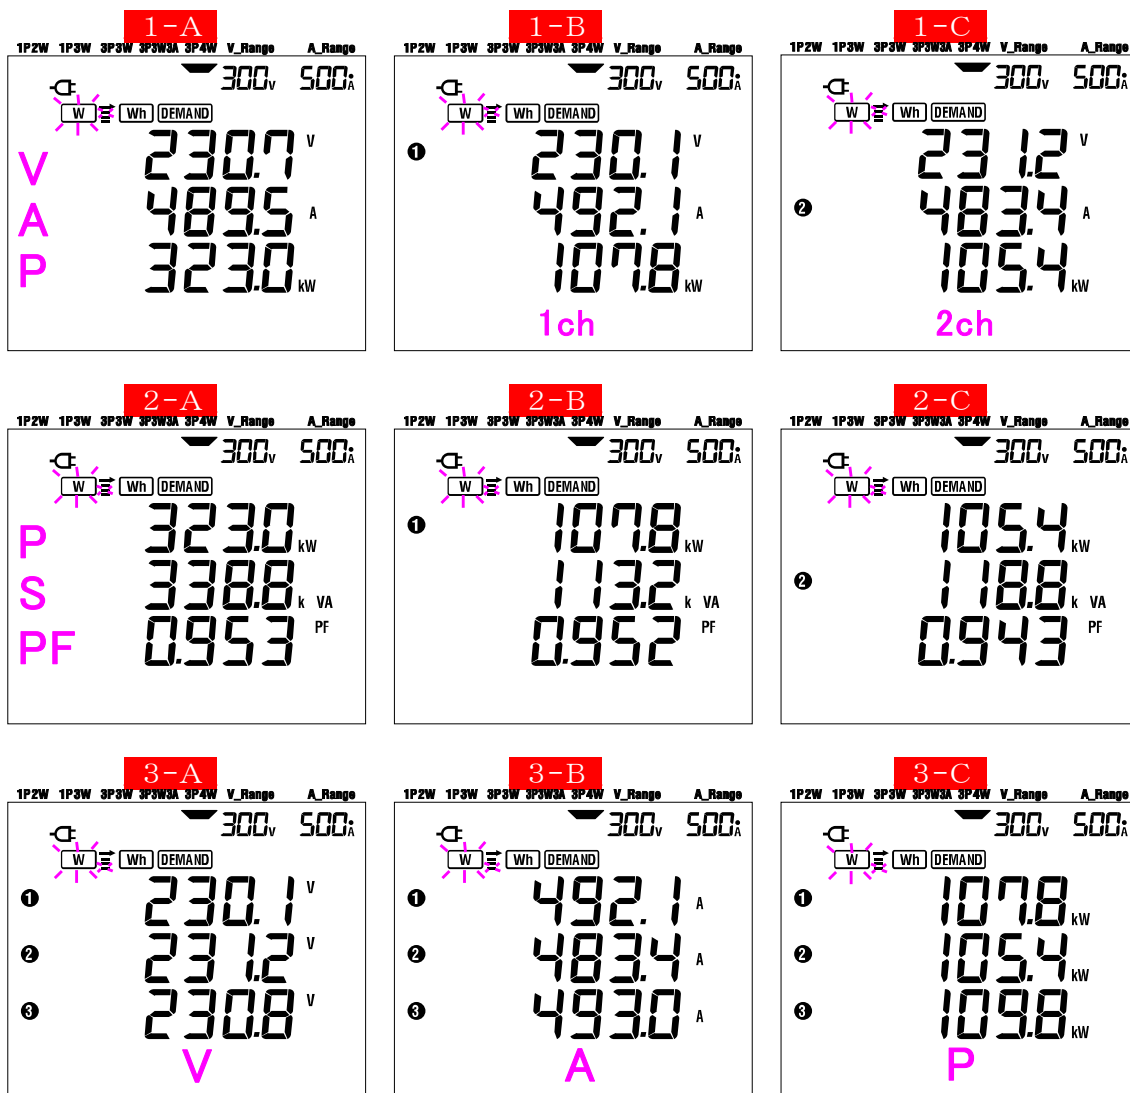 1-A 1-B 1-C
1P2W 1P3W 3P3W 3P3W3A 3P4W V_Range A_Range 1P2W 1P3W 3P3W 3P3W3A 3P4W V_Range A_Range 1P2W 1P3W 3P3W 3P3W3A 3P4W V_Range A_Range
300V 500A 300V 500A 300V 500A
W Wh DEMAND W Wh DEMAND W Wh DEMAND
V 230.7 V ❶ 230.1 V 231.2 V
A 489.5 A 492.1 A ❷ 483.4 A
P 323.0 kW 107.8 kW 105.4 kW
1ch 2ch
2-A 2-B 2-C
1P2W 1P3W 3P3W 3P3W3A 3P4W V_Range A_Range 1P2W 1P3W 3P3W 3P3W3A 3P4W V_Range A_Range 1P2W 1P3W 3P3W 3P3W3A 3P4W V_Range A_Range
300V 500A 300V 500A 300V 500A
W Wh DEMAND W Wh DEMAND W Wh DEMAND
P 323.0 kW ❶ 107.8 kW 105.4 kW
S 338.8 k VA 113.2 k VA ❷ 118.8 k VA
PF 0.953 PF 0.952 PF 0.943 PF
3-A 3-B 3-C
1P2W 1P3W 3P3W 3P3W3A 3P4W V_Range A_Range 1P2W 1P3W 3P3W 3P3W3A 3P4W V_Range A_Range 1P2W 1P3W 3P3W 3P3W3A 3P4W V_Range A_Range
300V 500A 300V 500A 300V 500A
W Wh DEMAND W Wh DEMAND W Wh DEMAND
❶ 230.1 V ❶ 492.1 A ❶ 107.8 kW
❷ 231.2 V ❷ 483.4 A ❷ 105.4 kW
❸ 230.8 V ❸ 493.0 A ❸ 109.8 kW
V A P